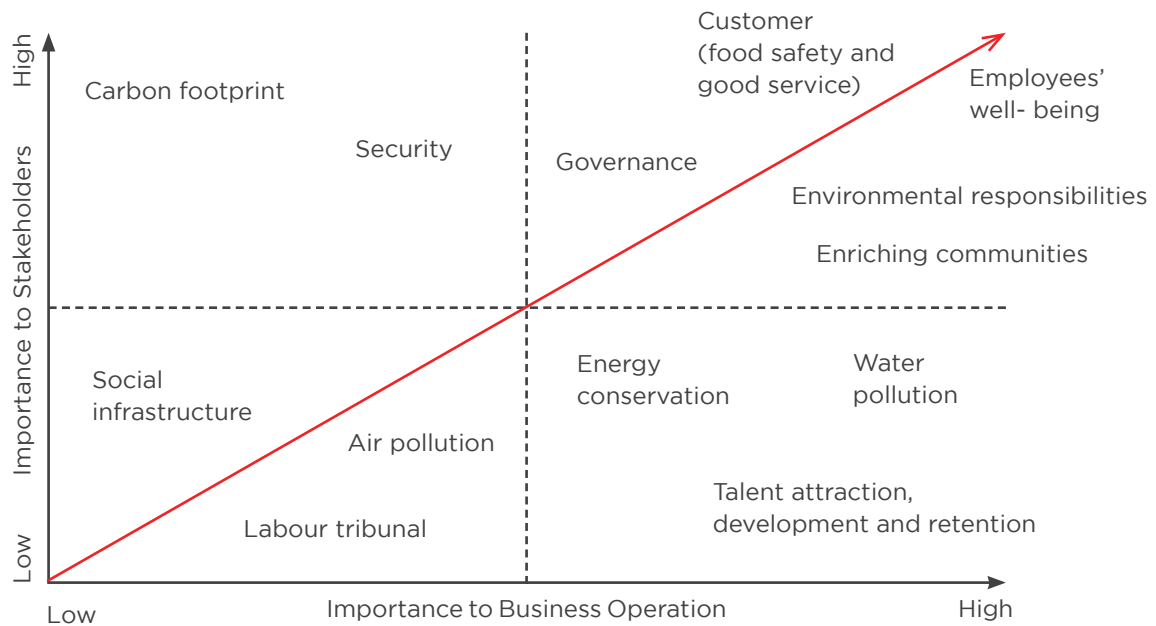 High
Importance to Stakeholders
Low
Carbon footprint
Security
Customer
(food safety and
good service)
Employees’
well- being
Governance
Environmental responsibilities
Enriching communities
Social
infrastructure
Air pollution
Labour tribunal
Energy
conservation
Water
pollution
Talent attraction,
development and retention
Low
Importance to Business Operation
High